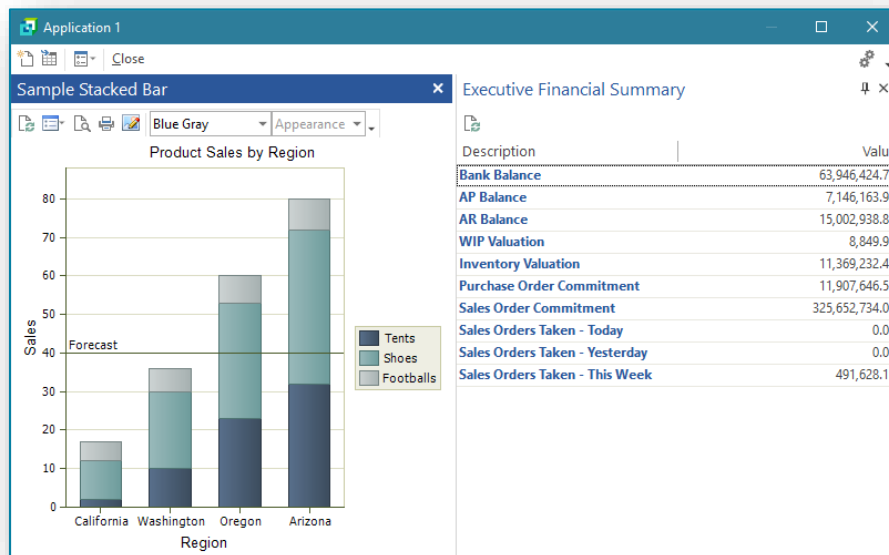 Application 1
Close
Sample Stacked Bar
Blue Gray
Appearance
Product Sales by Region
80
70
60
50
40
30
20
10
0
Sales
Forecast
Tents
Shoes
Footballs
California Washington Oregon Arizona
Region
Executive Financial Summary
Description Valu
Bank Balance 63,946,424.7
AP Balance 7,146,163.9
AR Balance 15,002,938.8
WIP Valuation 8,849.9
Inventory Valuation 11,369,232.4
Purchase Order Commitment 11,907,646.5
Sales Order Commitment 325,652,734.0
Sales Orders Taken - Today 0.0
Sales Orders Taken - Yesterday 0.0
Sales Orders Taken - This Week 491,628.1